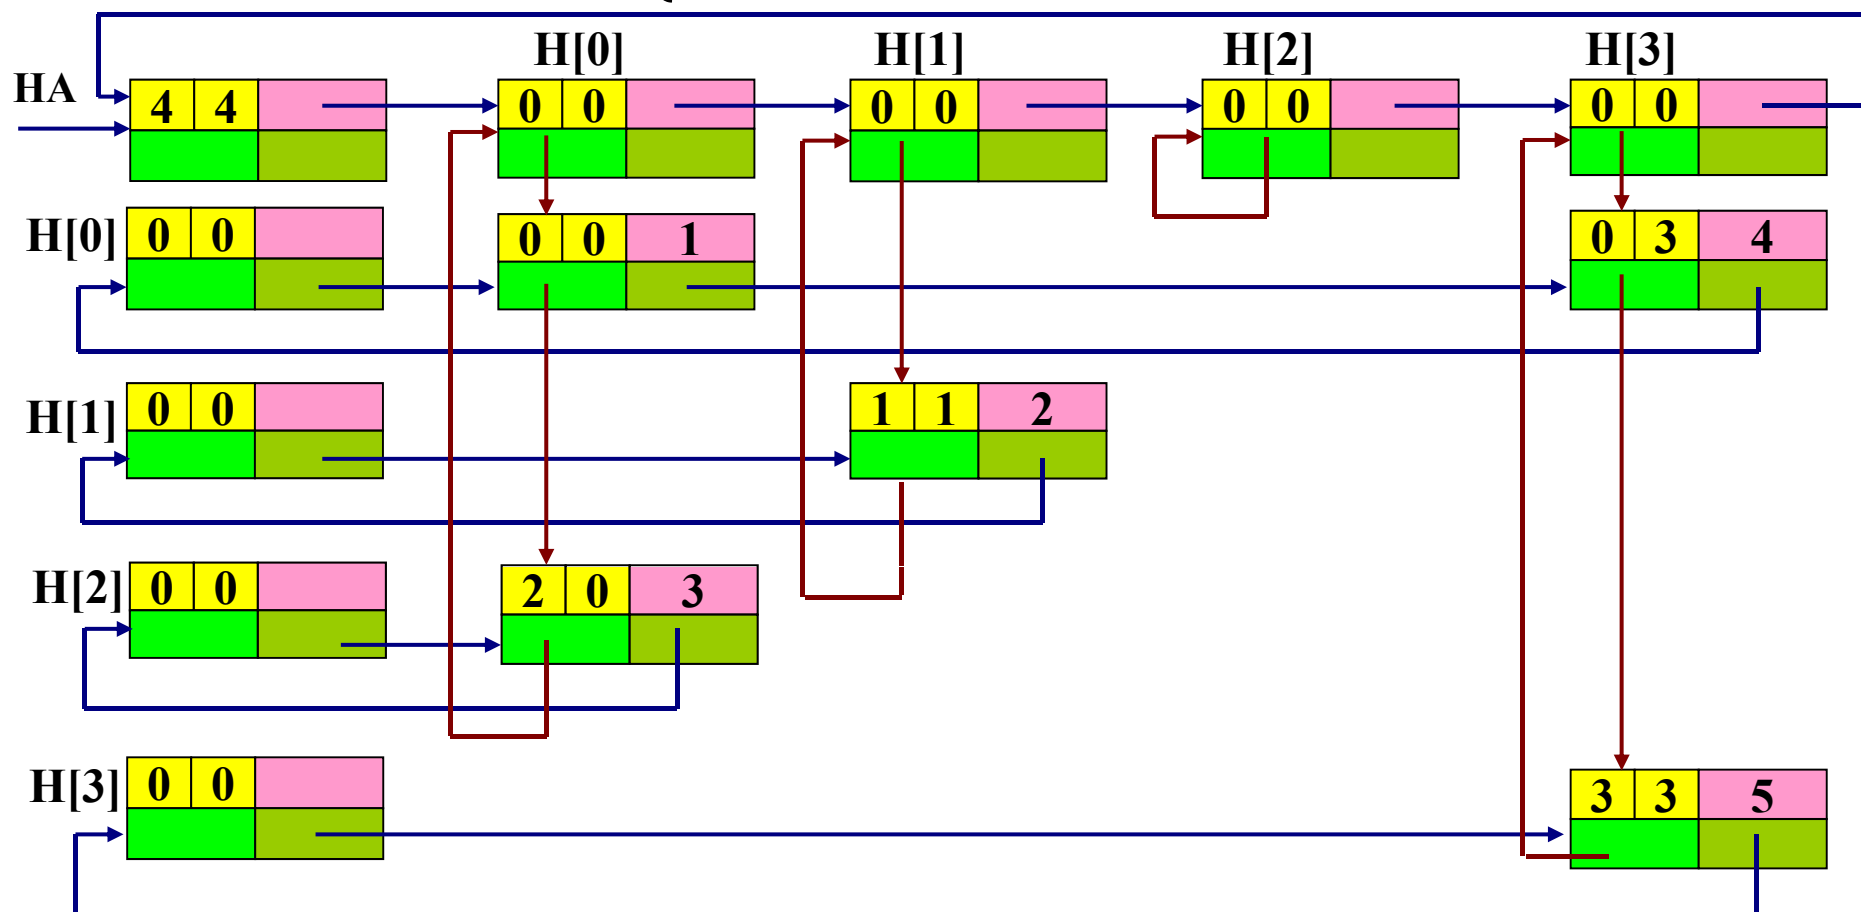 H[0] H[1] H[2] H[3]
HA
4 4 0 0 0 0 0 0 0 0
H[0] 0 0 0 0 1 0 3 4
H[1] 0 0 1 1 2
H[2] 0 0 2 0 3
H[3] 0 0 3 3 5